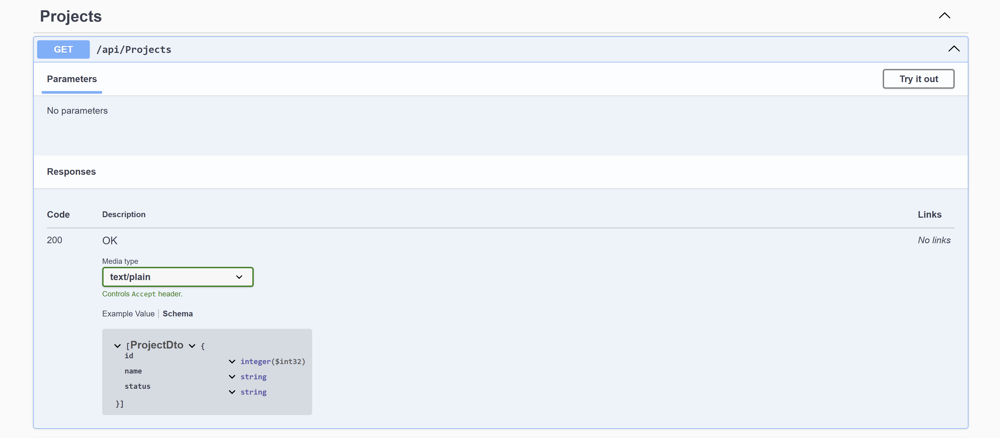 Projects
GET /api/Projects
Parameters Try it out
No parameters
Responses
Code Description Links
200 OK No links
Media type
text/plain
Controls Accept header.
Example Value Schema
[ProjectDto {
id integer($int32)
name string
status string
}]